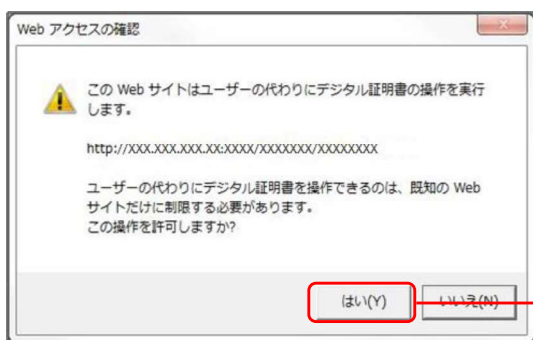 Web アクセスの確認
この Web サイトはユーザーの代わりにデジタル証明書の操作を実行
します。
http://XXX.XXX.XXX.XX:XXXX/XXXXXXX/XXXXXXXX
ユーザーの代わりにデジタル証明書を操作できるのは、既知の Web
サイトだけに制限する必要があります。
この操作を許可しますか?
はい(Y) いいえ(N)